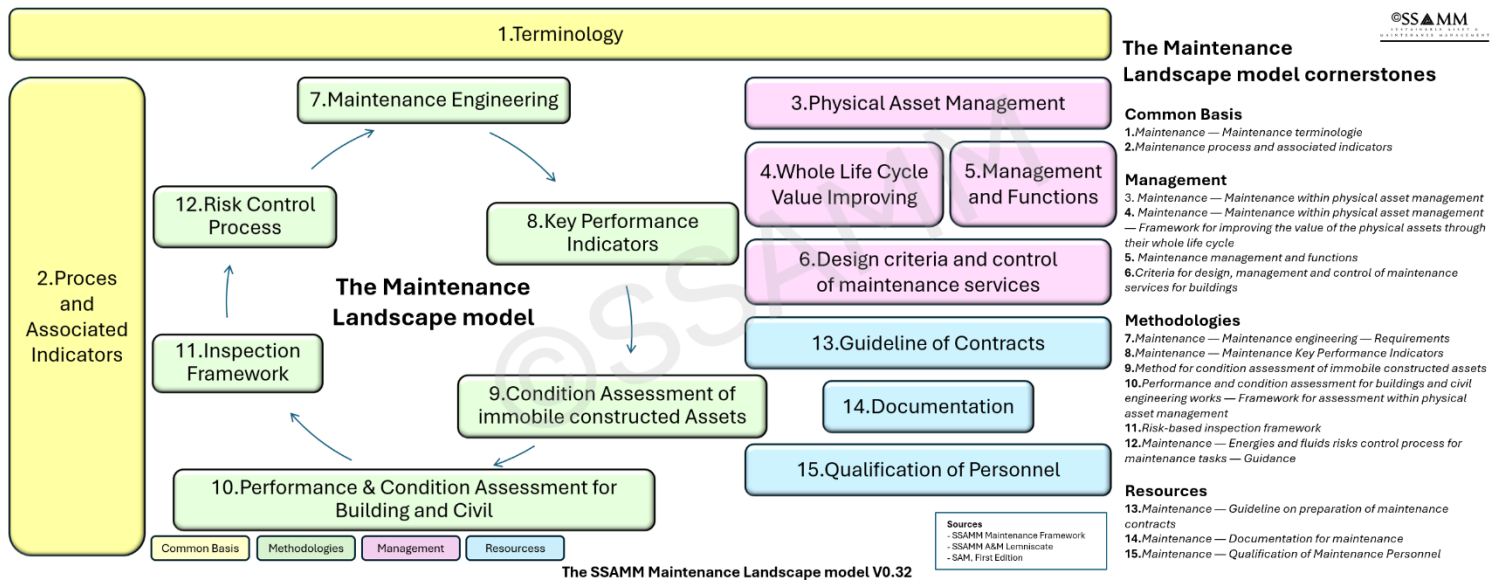 1.Terminology
2.Proces
and
Associated
Indicators
7.Maintenance Engineering
8.Key Performance
Indicators
9.Condition Assessment of
immobile constructed Assets
10.Performance & Condition Assessment for
Building and Civil
11.Inspection
Framework
12.Risk Control
Process
The Maintenance
Landscape model
3.Physical Asset Management
4.Whole Life Cycle
Value Improving
5.Management
and Functions
6.Design criteria and control
of maintenance services
13.Guideline of Contracts
14.Documentation
15.Qualification of Personnel
©SSAMM
Common Basis
Methodologies
Management
Resourcess
Sources
- SSAMM Maintenance Framework
- SSAMM A&M Lemniscate
- SAM, First Edition
The SSAMM Maintenance Landscape model V0.32
©SSAMM
SUSTAINABLE ASSET &
MAINTENANCE MANAGEMENT
The Maintenance
Landscape model cornerstones
Common Basis
1.Maintenance — Maintenance terminologie
2.Maintenance process and associated indicators
Management
3. Maintenance — Maintenance within physical asset management
4. Maintenance — Maintenance within physical asset management
— Framework for improving the value of the physical assets through
their whole life cycle
5. Maintenance management and functions
6.Criteria for design, management and control of maintenance
services for buildings
Methodologies
7.Maintenance — Maintenance engineering — Requirements
8.Maintenance — Maintenance Key Performance Indicators
9.Method for condition assessment of immobile constructed assets
10.Performance and condition assessment for buildings and civil
engineering works — Framework for assessment within physical
asset management
11.Risk-based inspection framework
12.Maintenance — Energies and fluids risks control process for
maintenance tasks — Guidance
Resources
13.Maintenance — Guideline on preparation of maintenance
contracts
14.Maintenance — Documentation for maintenance
15.Maintenance — Qualification of Maintenance Personnel